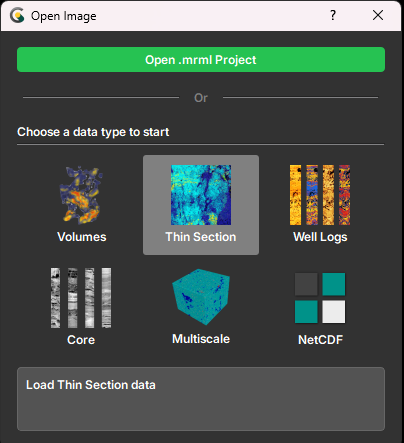 Open Image
?
Open .mrml Project
Or
Choose a data type to start
Volumes
Thin Section
Well Logs
Core
Multiscale
NetCDF
Load Thin Section data